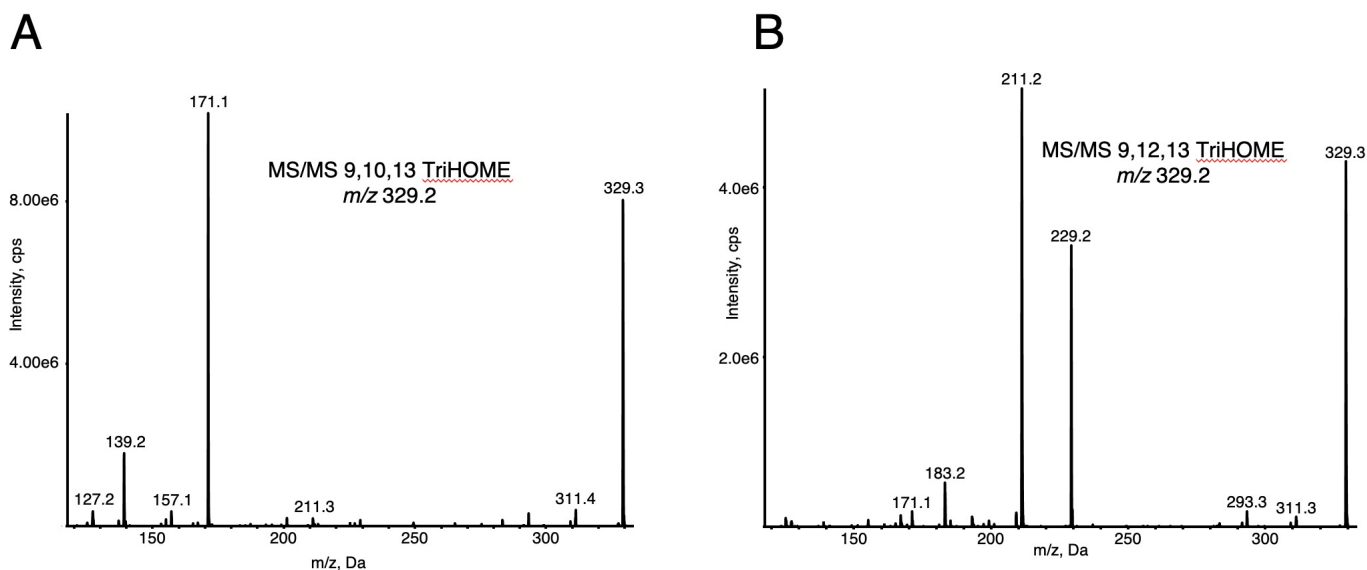 A
171.1
MS/MS 9,10,13 TriHOME
m/z 329.2
329.3
8.00e6
Intensity, cps
4.00e6
139.2
127.2
157.1
211.3
311.4
150
200
250
300
m/z, Da
B
211.2
MS/MS 9,12,13 TriHOME
m/z 329.2
329.3
4.0e6
229.2
Intensity, cps
2.0e6
183.2
171.1
293.3
311.3
150
200
250
300
m/z, Da